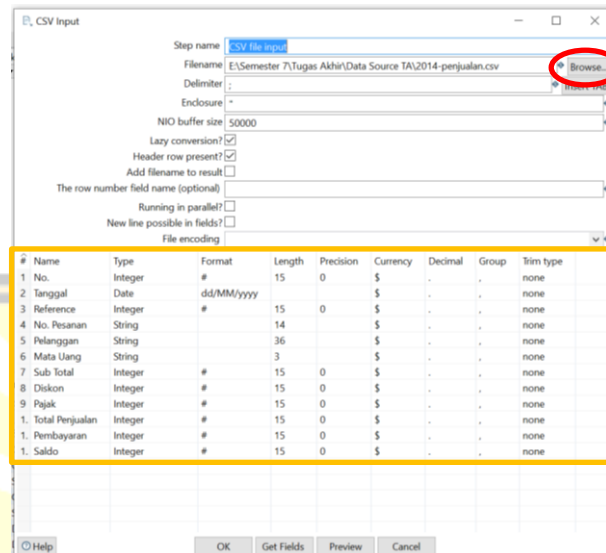 CSV Input
Step name CSV file input
Filename E:\Semester 7\Tugas Akhir\Data Source TA\2014-penjualan.csv Browse...
Delimiter ; Insert TAB
Enclosure "
NIO buffer size 50000
Lazy conversion?
Header row present?
Add filename to result
The row number field name (optional)
Running in parallel?
New line possible in fields?
File encoding
# Name Type Format Length Precision Currency Decimal Group Trim type
1 No. Integer # 15 0 $ . , none
2 Tanggal Date dd/MM/yyyy $ . , none
3 Reference Integer # 15 0 $ . , none
4 No. Pesanan String 14 $ . , none
5 Pelanggan String 36 $ . , none
6 Mata Uang String 3 $ . , none
7 Sub Total Integer # 15 0 $ . , none
8 Diskon Integer # 15 0 $ . , none
9 Pajak Integer # 15 0 $ . , none
1. Total Penjualan Integer # 15 0 $ . , none
1. Pembayaran Integer # 15 0 $ . , none
1. Saldo Integer # 15 0 $ . , none
Help OK Get Fields Preview Cancel